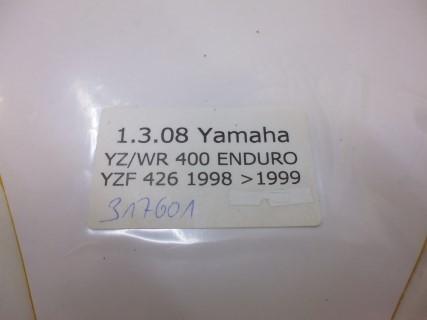 1.3.08 Yamaha
YZ/WR 400 ENDURO
YZF 426 1998 >1999
317601